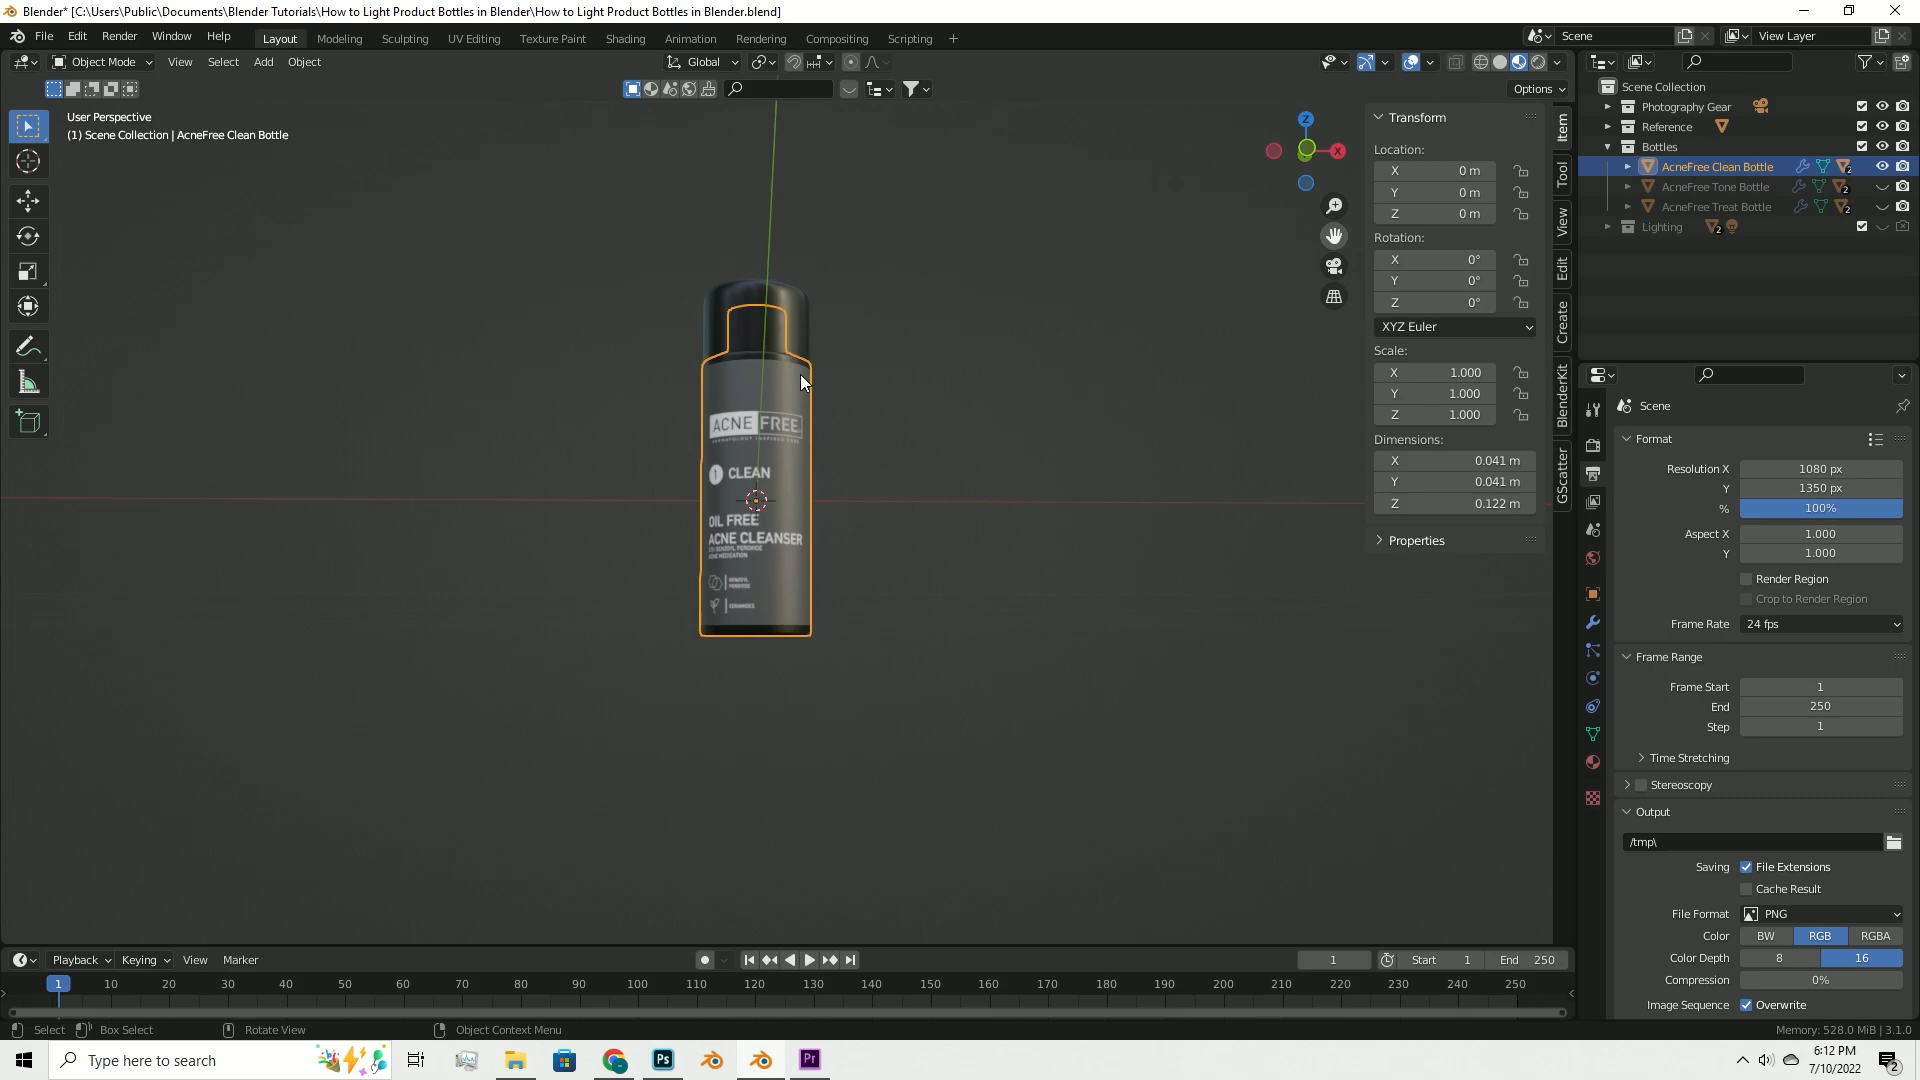 Blender* [C:\Users\Public\Documents\Blender Tutorials\How to Light Product Bottles in Blender\How to Light Product Bottles in Blender.blend]
File Edit Render Window Help Layout Modeling Sculpting UV Editing Texture Paint Shading Animation Rendering Compositing Scripting + Scene View Layer
Object Mode View Select Add Object Global
Options
User Perspective
(1) Scene Collection | AcneFree Clean Bottle
Z
X
ACNE FREE
1 CLEAN
OIL FREE
ACNE CLEANSER
Transform
Location:
X 0 m
Y 0 m
Z 0 m
Rotation:
X 0°
Y 0°
Z 0°
XYZ Euler
Scale:
X 1.000
Y 1.000
Z 1.000
Dimensions:
X 0.041 m
Y 0.041 m
Z 0.122 m
Properties
Item
Tool
View
Edit
Create
BlenderKit
GScatter
Scene Collection
Photography Gear
Reference
Bottles
AcneFree Clean Bottle 2
AcneFree Tone Bottle 2
AcneFree Treat Bottle 2
Lighting 2
Scene
Format
Resolution X 1080 px
Y 1350 px
% 100%
Aspect X 1.000
Y 1.000
Render Region
Crop to Render Region
Frame Rate 24 fps
Frame Range
Frame Start 1
End 250
Step 1
Time Stretching
Stereoscopy
Output
/tmp\
Saving File Extensions
Cache Result
File Format PNG
Color BW RGB RGBA
Color Depth 8 16
Compression 0%
Image Sequence Overwrite
Playback Keying View Marker 1 Start 1 End 250
1 10 20 30 40 50 60 70 80 90 100 110 120 130 140 150 160 170 180 190 200 210 220 230 240 250
Select Box Select Rotate View Object Context Menu Memory: 528.0 MiB | 3.1.0
Type here to search Ps Pr 6:12 PM
7/10/2022 2